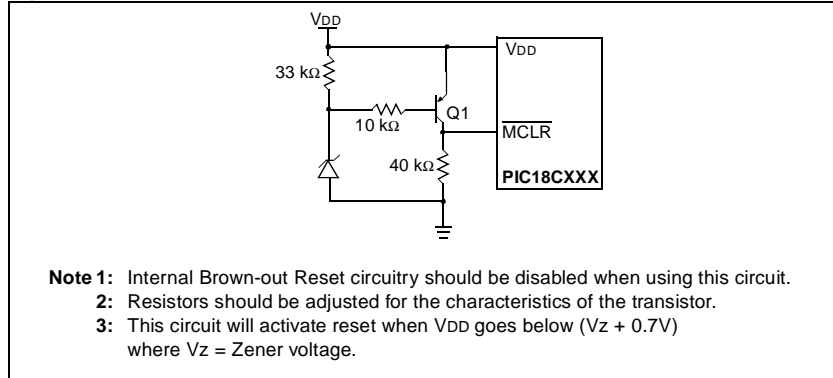 VDD
VDD
33 kΩ
Q1
10 kΩ
MCLR
40 kΩ
PIC18CXXX
Note 1: Internal Brown-out Reset circuitry should be disabled when using this circuit.
2: Resistors should be adjusted for the characteristics of the transistor.
3: This circuit will activate reset when VDD goes below (Vz + 0.7V)
where Vz = Zener voltage.